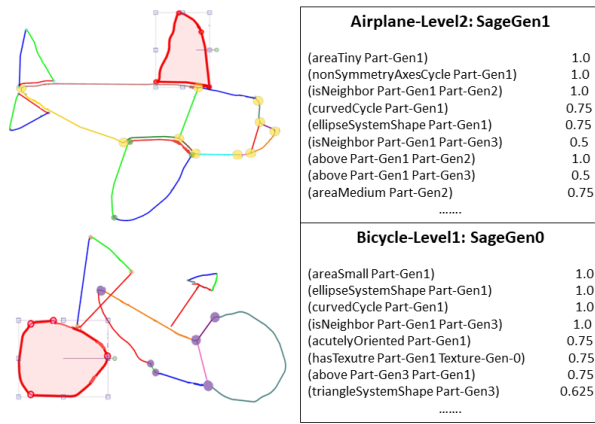 Airplane-Level2: SageGen1
(areaTiny Part-Gen1) 1.0
(nonSymmetryAxesCycle Part-Gen1) 1.0
(isNeighbor Part-Gen1 Part-Gen2) 1.0
(curvedCycle Part-Gen1) 0.75
(ellipseSystemShape Part-Gen1) 0.75
(isNeighbor Part-Gen1 Part-Gen3) 0.5
(above Part-Gen1 Part-Gen2) 1.0
(above Part-Gen1 Part-Gen3) 0.5
(areaMedium Part-Gen2) 0.75
.......
Bicycle-Level1: SageGen0
(areaSmall Part-Gen1) 1.0
(ellipseSystemShape Part-Gen1) 1.0
(curvedCycle Part-Gen1) 1.0
(isNeighbor Part-Gen1 Part-Gen3) 1.0
(acutelyOriented Part-Gen1) 0.75
(hasTexutre Part-Gen1 Texture-Gen-0) 0.75
(above Part-Gen3 Part-Gen1) 0.75
(triangleSystemShape Part-Gen3) 0.625
.......